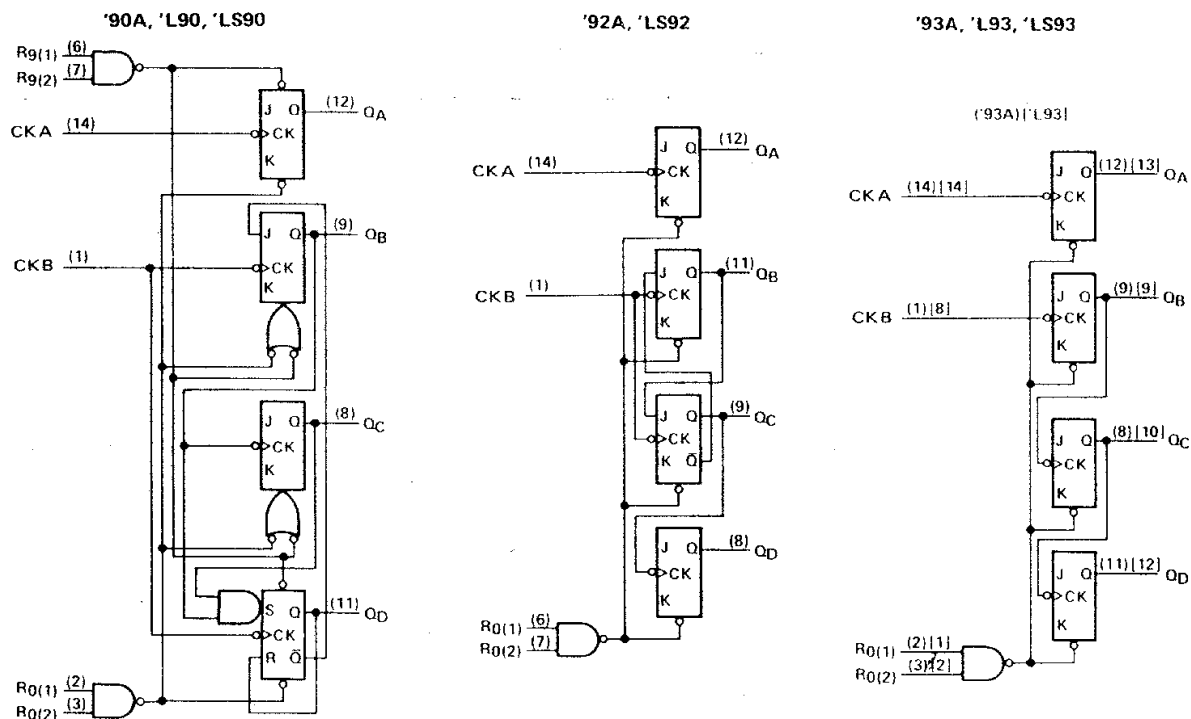 '90A, 'L90, 'LS90
R9(1) (6)
R9(2) (7)
J Q (12) QA
CKA (14) CK
K
J Q (9) QB
CKB (1) CK
K
J Q (8) QC
CK
K
S Q (11) QD
CK
R Q̄
R0(1) (2)
R0(2) (3)
'92A, 'LS92
J Q (12) QA
CKA (14) CK
K
J Q (11) QB
CKB (1) CK
K
J Q (9) QC
CK
K Q̄
J Q (8) QD
CK
K
R0(1) (6)
R0(2) (7)
'93A, 'L93, 'LS93
('93A)['L93]
J Q (12)[13] QA
CKA (14)[14] CK
K
J Q (9)[9] QB
CKB (1)[8] CK
K
J Q (8)[10] QC
CK
K
J Q (11)[12] QD
CK
K
R0(1) (2)[1]
R0(2) (3)[2]